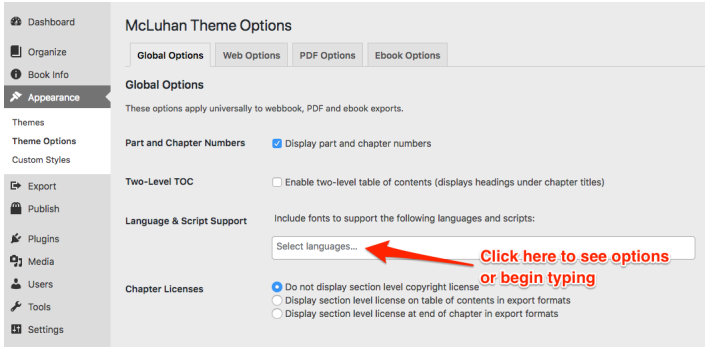 Dashboard
Organize
Book Info
Appearance
Themes
Theme Options
Custom Styles
Export
Publish
Plugins
Media
Users
Tools
Settings
McLuhan Theme Options
Global Options
Web Options
PDF Options
Ebook Options
Global Options
These options apply universally to webbook, PDF and ebook exports.
Part and Chapter Numbers
Display part and chapter numbers
Two-Level TOC
Enable two-level table of contents (displays headings under chapter titles)
Language & Script Support
Include fonts to support the following languages and scripts:
Select languages...
Click here to see options
or begin typing
Chapter Licenses
Do not display section level copyright license
Display section level license on table of contents in export formats
Display section level license at end of chapter in export formats